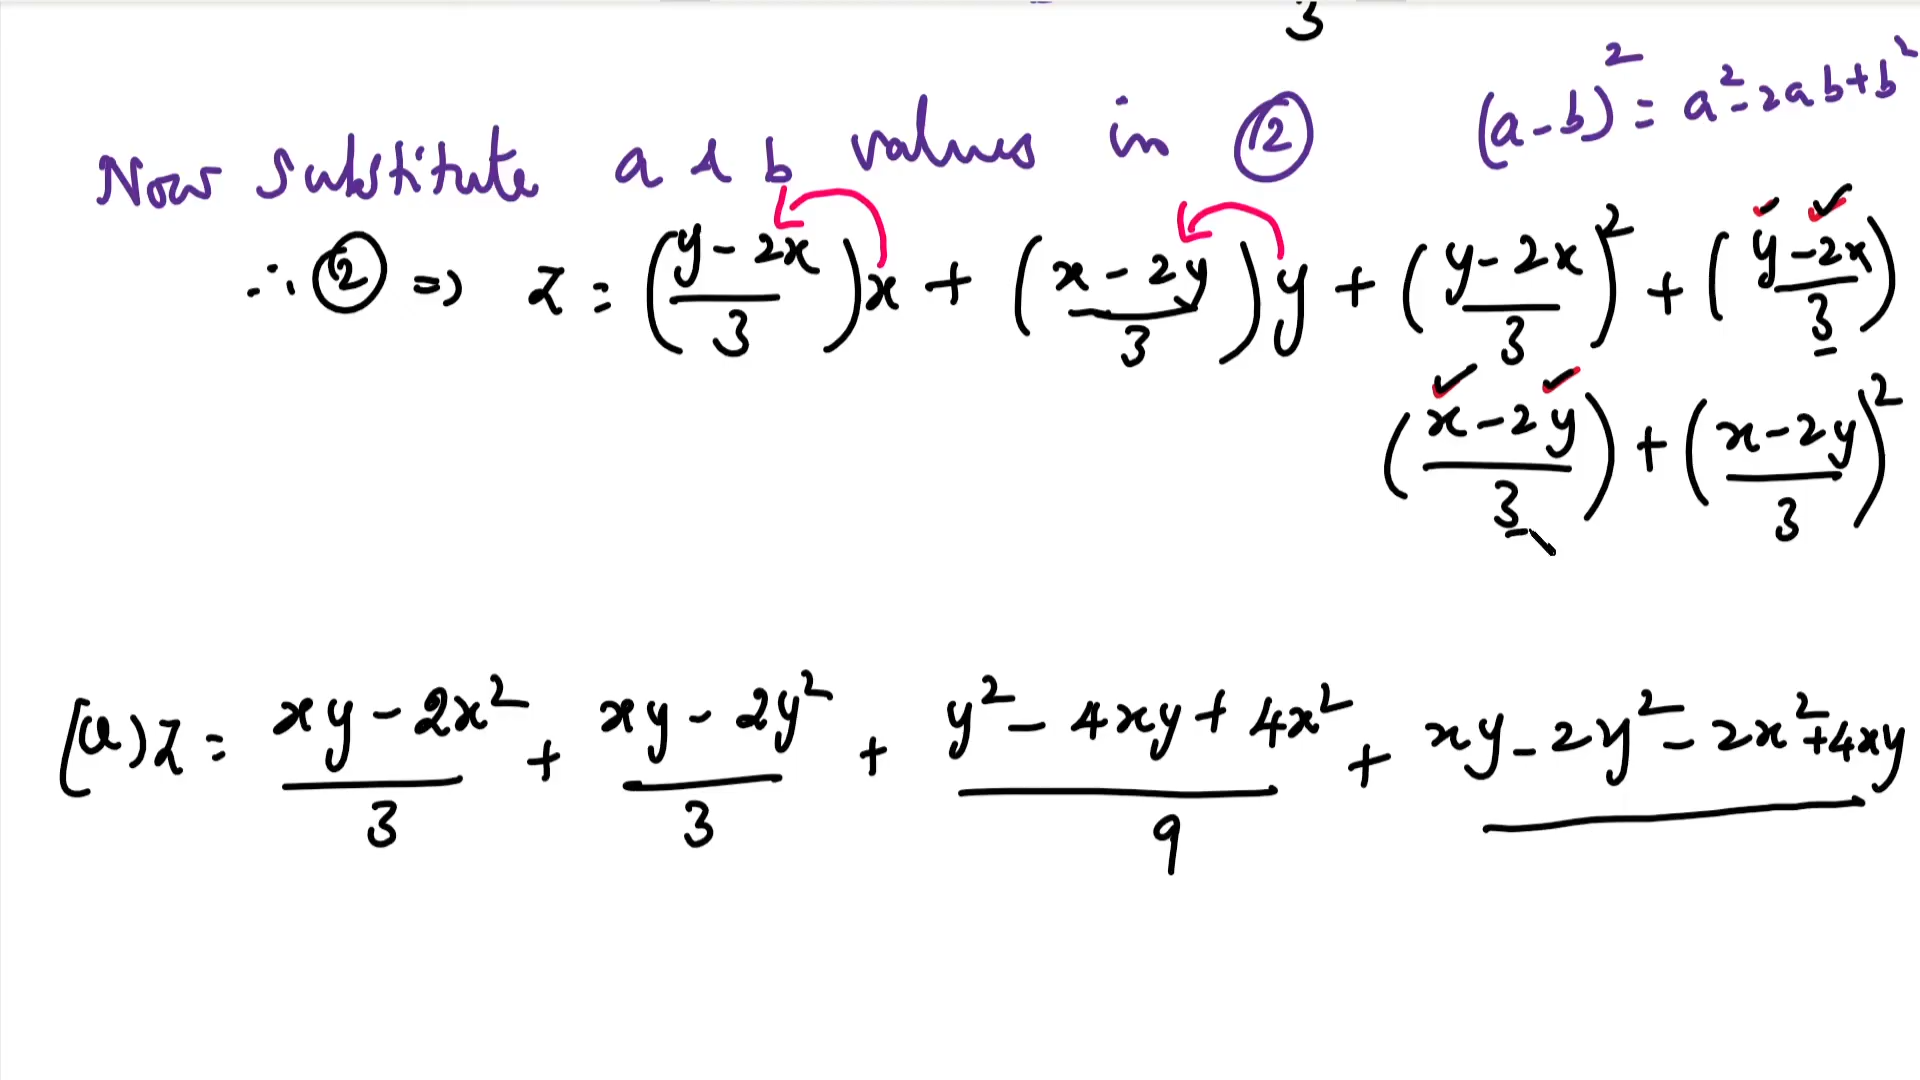 3
(a-b)² = a²-2ab+b²
Now substitute a & b values in ②
∴ ② ⇒ z = ((y-2x)/3)x + ((x-2y)/3)y + ((y-2x)/3)² + ((y-2x)/3)
((x-2y)/3) + ((x-2y)/3)²
z = (xy-2x²)/3 + (xy-2y²)/3 + (y²-4xy+4x²)/9 + xy-2y²-2x²+4xy